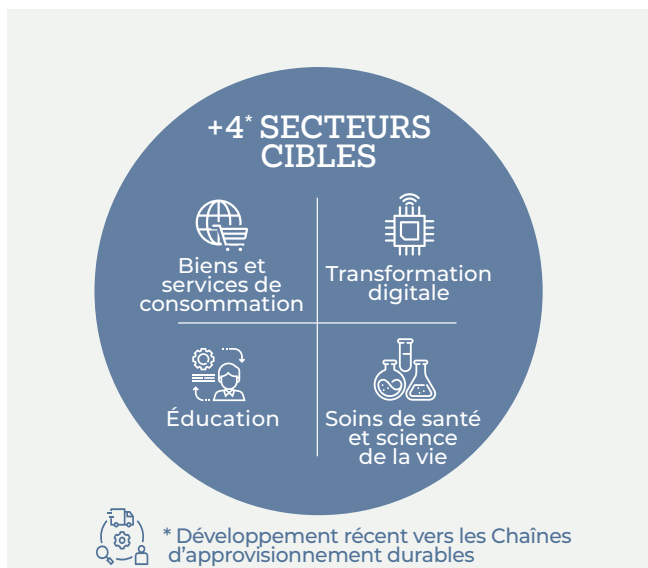 +4* SECTEURS
CIBLES
Biens et
services de
consommation
Transformation
digitale
Éducation
Soins de santé
et science
de la vie
* Développement récent vers les Chaînes
d’approvisionnement durables